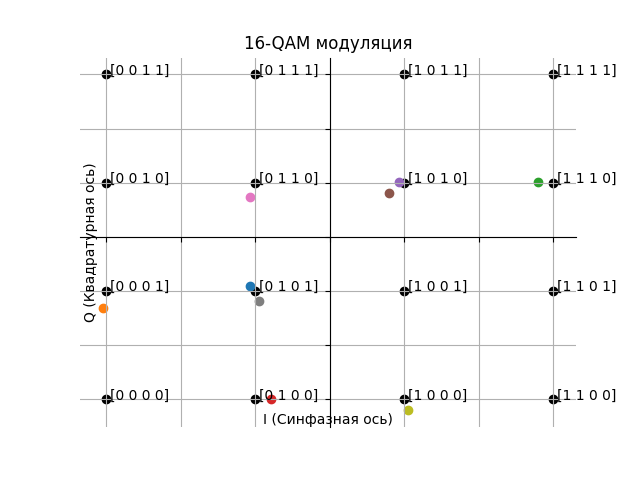 16-QAM модуляция
[0 0 1 1] [0 1 1 1] [1 0 1 1] [1 1 1 1]
[0 0 1 0] [0 1 1 0] [1 0 1 0] [1 1 1 0]
Q (Квадратурная ось)
[0 0 0 1] [0 1 0 1] [1 0 0 1] [1 1 0 1]
[0 0 0 0] [0 1 0 0] [1 0 0 0] [1 1 0 0]
I (Синфазная ось)